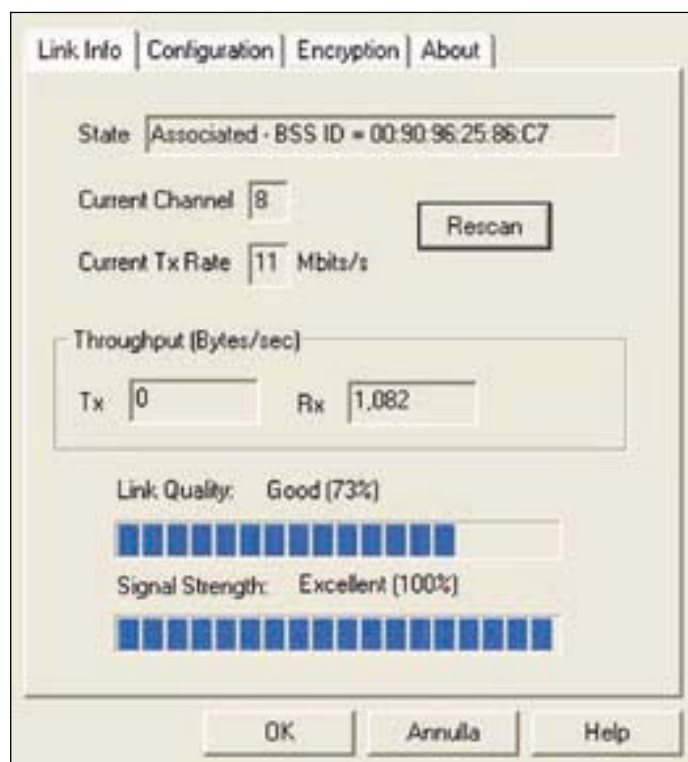 Link Info Configuration Encryption About
State Associated - BSS ID = 00:90:96:25:86:C7
Current Channel 8
Rescan
Current Tx Rate 11 Mbits/s
Throughput (Bytes/sec)
Tx 0 Rx 1,082
Link Quality: Good (73%)
Signal Strength: Excellent (100%)
OK Annulla Help